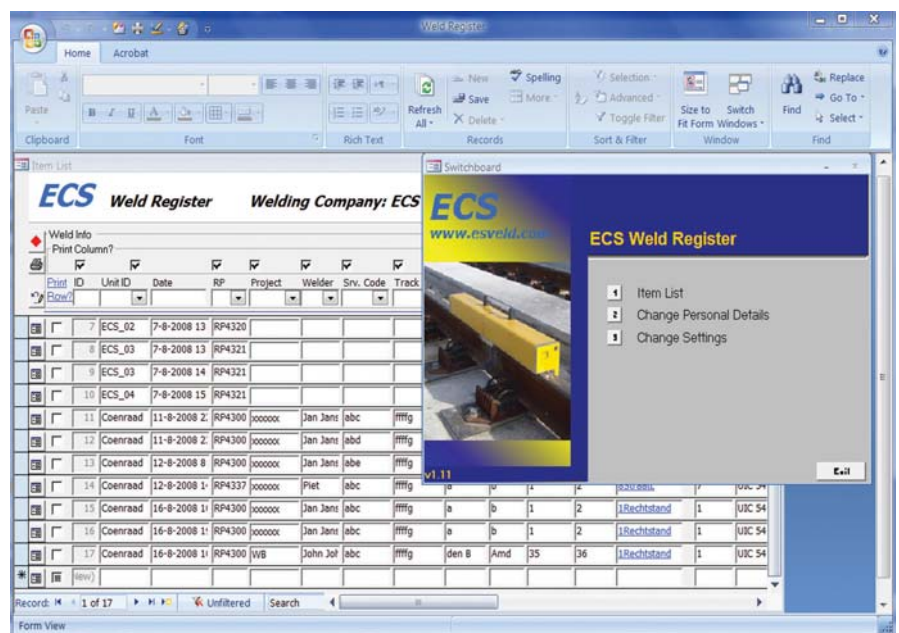 Weld Register
Home Acrobat
Paste
Clipboard
B I U A
Font
Rich Text
Refresh All
New
Save
Delete
Spelling
More
Records
Selection
Advanced
Toggle Filter
Sort & Filter
Size to Fit Form
Switch Windows
Window
Find
Replace
Go To
Select
Find
Item List
ECS Weld Register Welding Company: ECS
Weld Info
Print Column?
Print Row?
ID Unit ID Date RP Project Welder Srv. Code Track
7 ECS_02 7-8-2008 13 RP4320
8 ECS_03 7-8-2008 13 RP4321
9 ECS_03 7-8-2008 14 RP4321
10 ECS_04 7-8-2008 15 RP4321
11 Coenraad 11-8-2008 RP4300 xxxxxx Jan Jans abc ffffg
12 Coenraad 11-8-2008 RP4300 xxxxxx Jan Jans abd ffffg
13 Coenraad 12-8-2008 8 RP4300 xxxxxx Jan Jans abe ffffg
14 Coenraad 12-8-2008 RP4337 xxxxxx Piet abc ffffg a b 1 2
15 Coenraad 16-8-2008 RP4300 xxxxxx Jan Jans abc ffffg a b 1 2 1Rechtstand 1 UIC 54
16 Coenraad 16-8-2008 RP4300 xxxxxx Jan Jans abc ffffg a b 1 2 1Rechtstand 1 UIC 54
17 Coenraad 16-8-2008 RP4300 WB John Joh abc ffffg den B Amd 35 36 1Rechtstand 1 UIC 54
Switchboard
ECS
www.esveld.com
ECS Weld Register
1 Item List
2 Change Personal Details
3 Change Settings
v1.11
Exit
Record: 1 of 17 Unfiltered Search
Form View